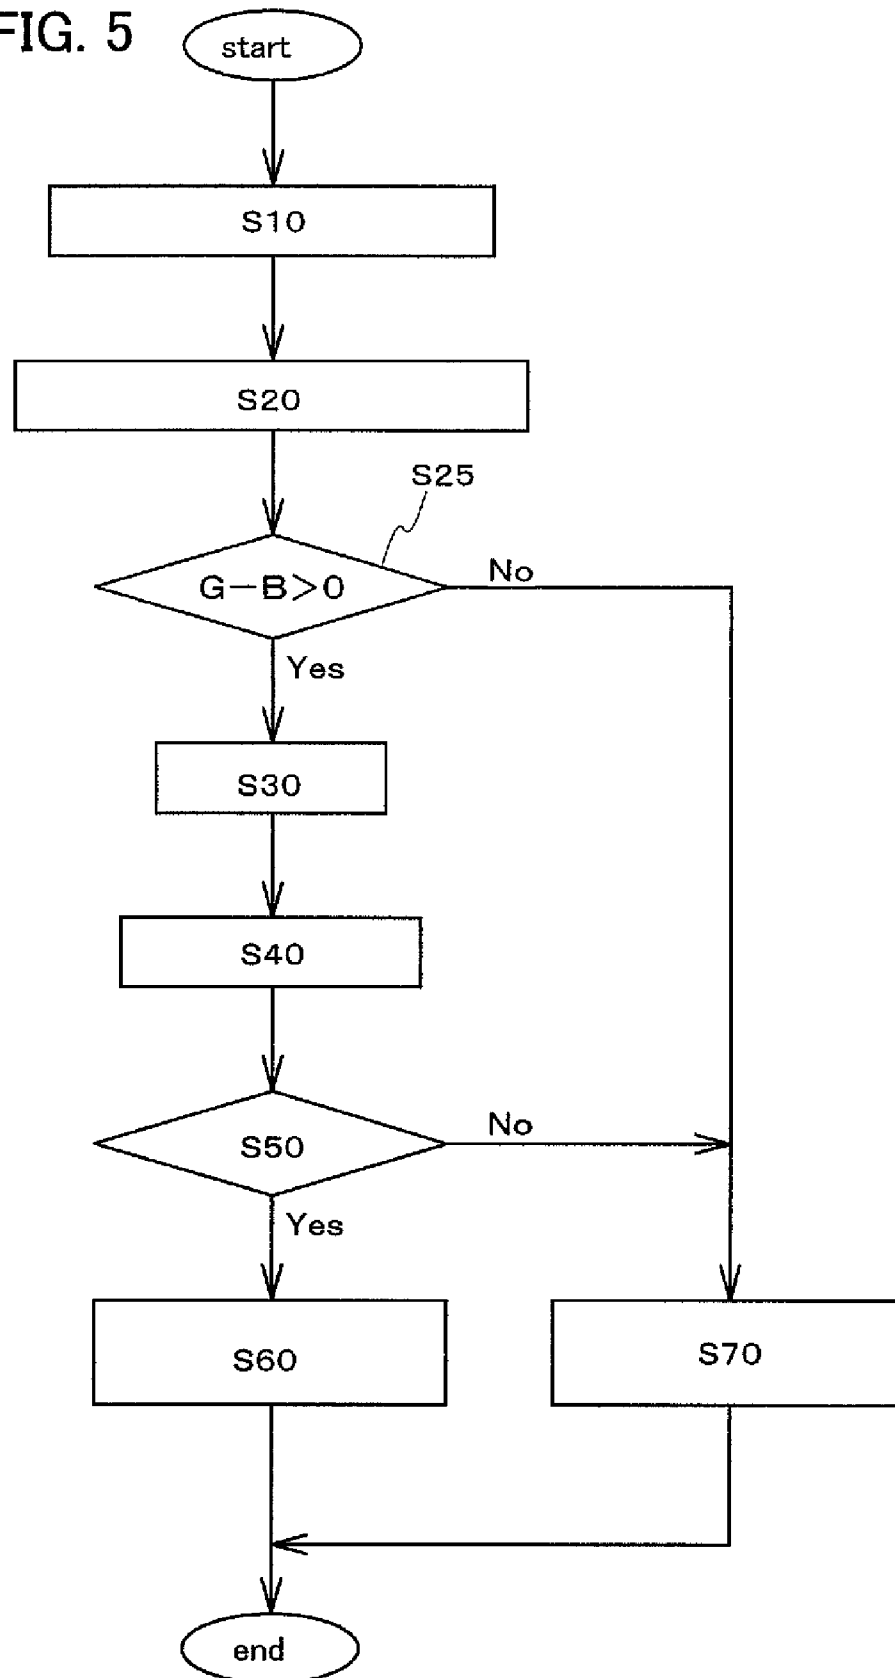 FIG. 5
start
S10
S20
S25
G−B>0
No
Yes
S30
S40
S50
No
Yes
S60
S70
end